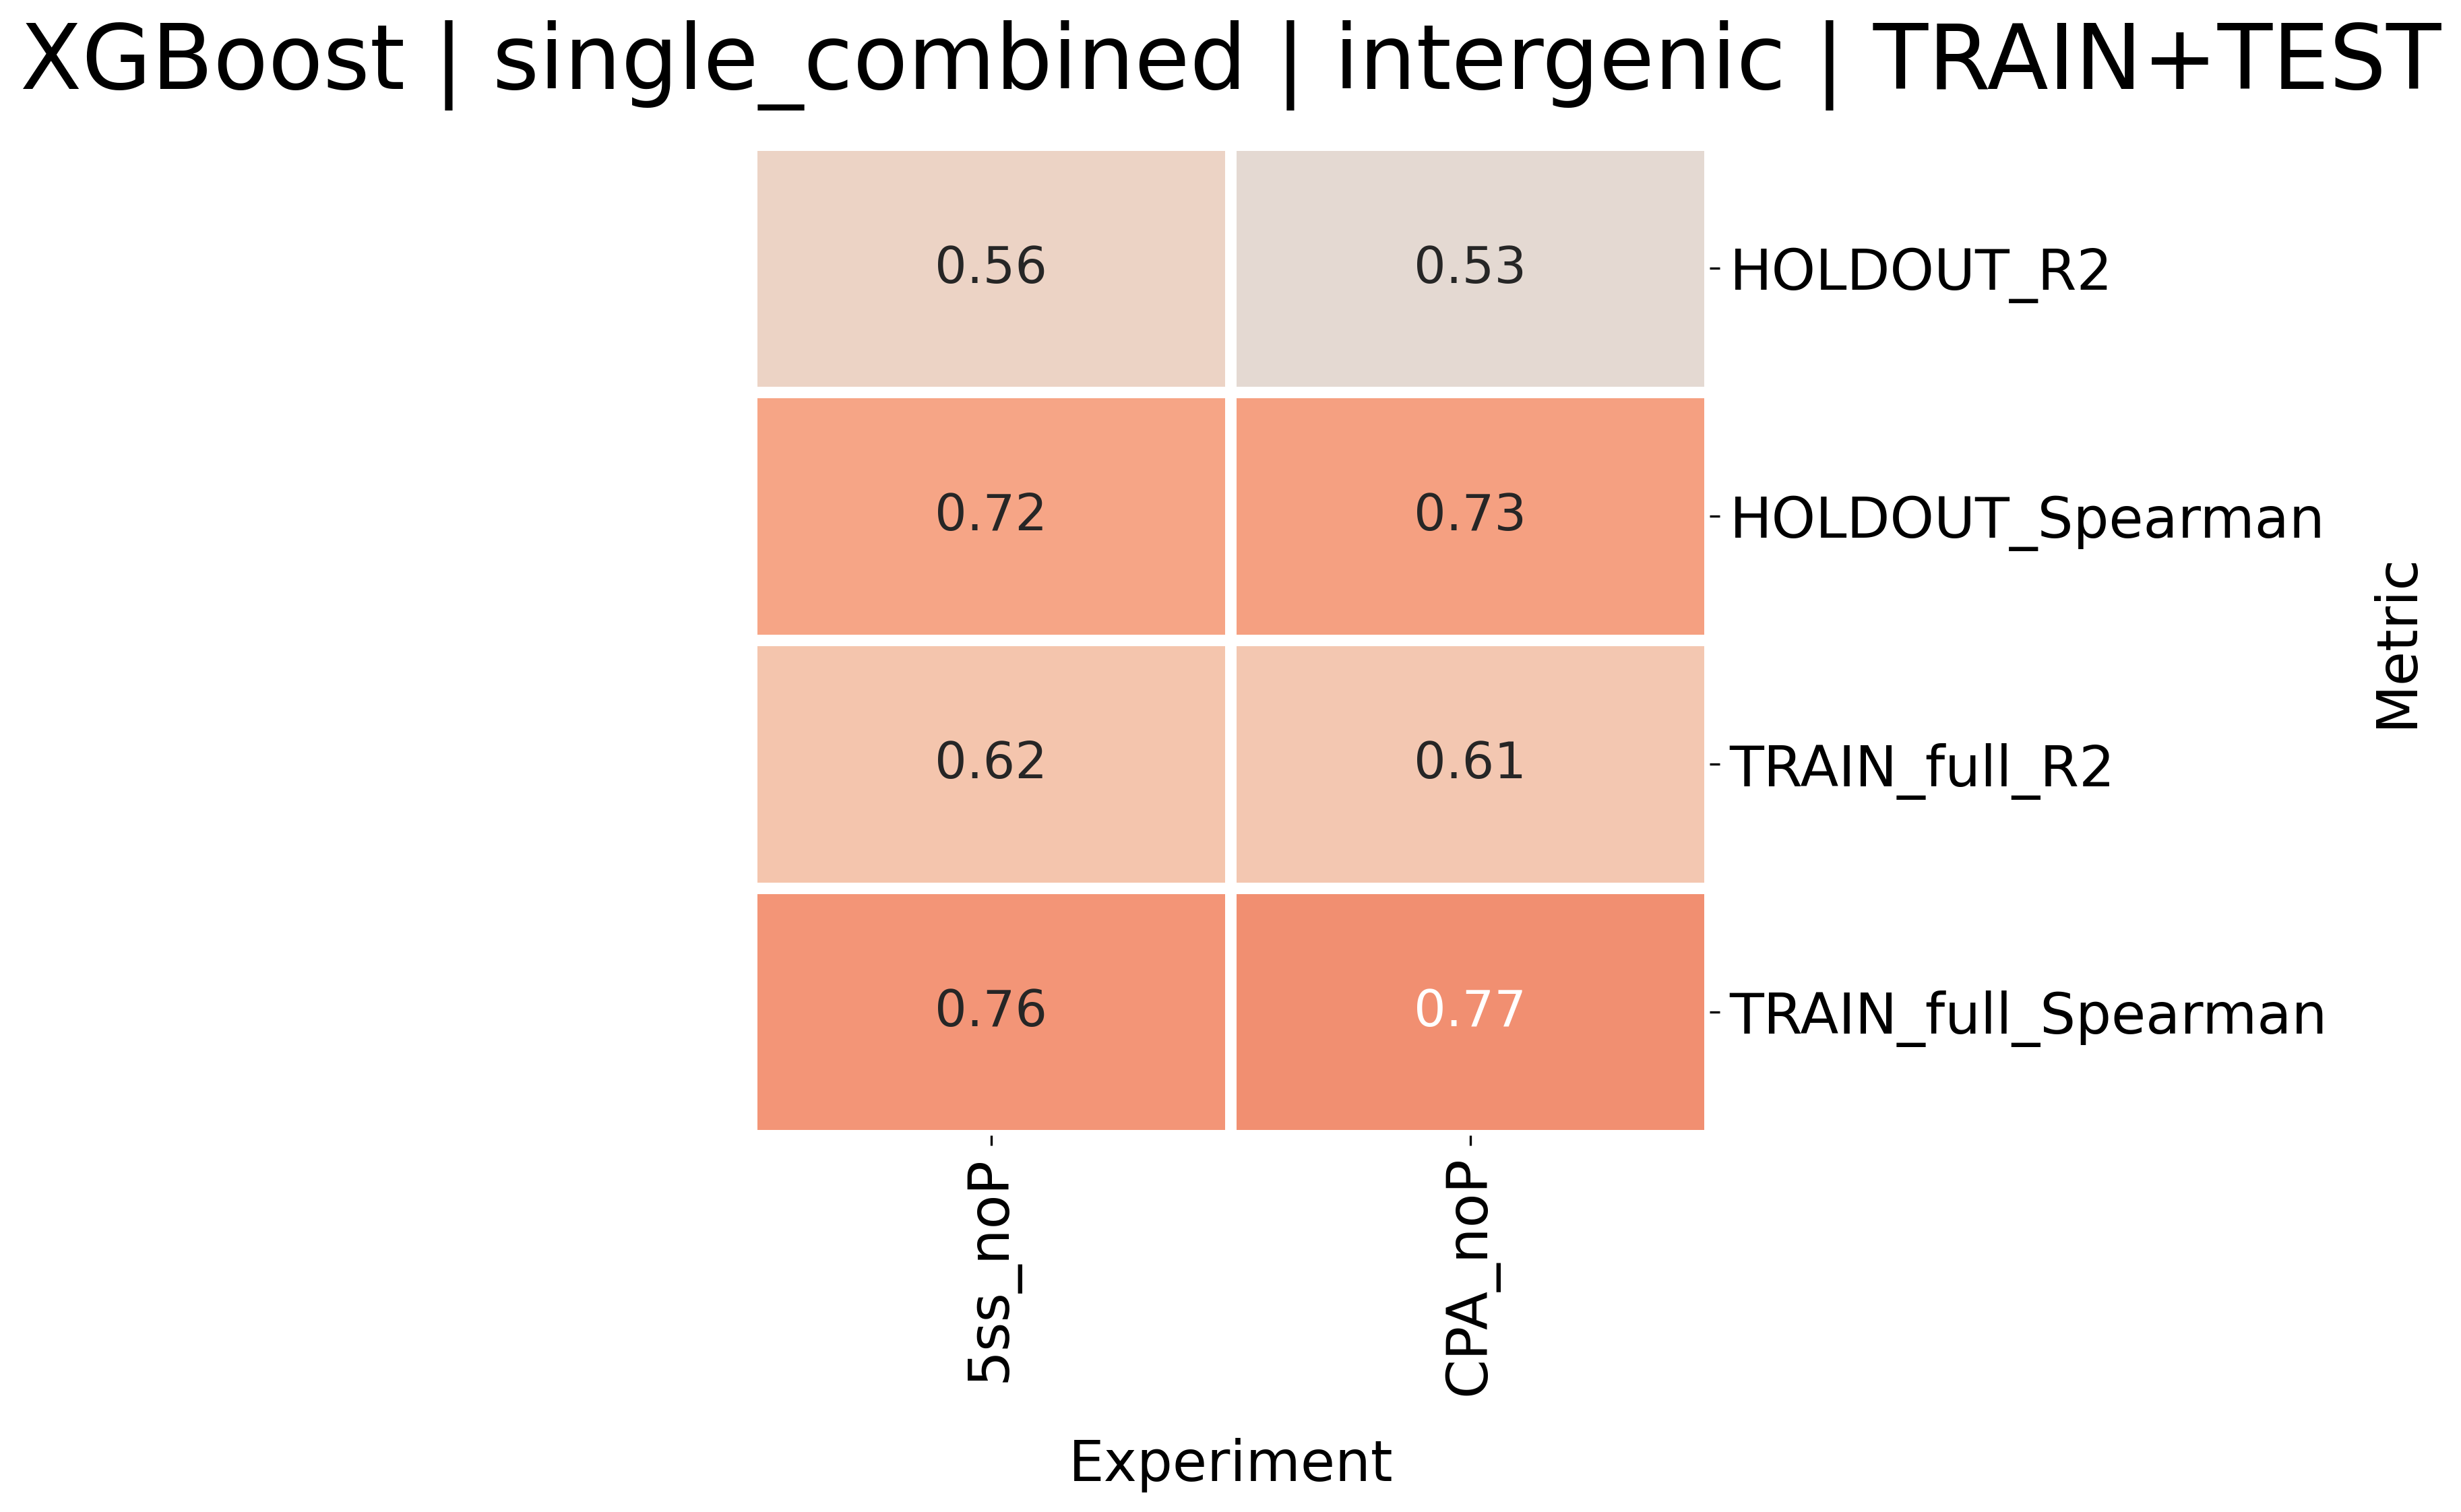 XGBoost | single_combined | intergenic | TRAIN+TEST
0.56 0.53 HOLDOUT_R2
0.72 0.73 HOLDOUT_Spearman
0.62 0.61 TRAIN_full_R2
0.76 0.77 TRAIN_full_Spearman
Metric
5ss_noP CPA_noP
Experiment